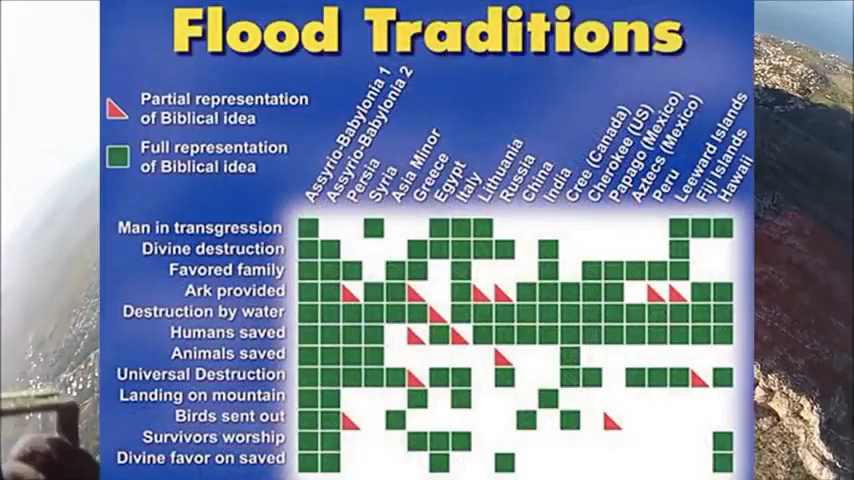 Flood Traditions
Partial representation
of Biblical idea
Full representation
of Biblical idea
Assyrio-Babylonia 1
Assyrio-Babylonia 2
Persia
Syria
Asia Minor
Greece
Egypt
Italy
Lithuania
Russia
China
India
Cree (Canada)
Cherokee (US)
Papago (Mexico)
Aztecs (Mexico)
Peru
Leeward Islands
Fiji Islands
Hawaii
Man in transgression
Divine destruction
Favored family
Ark provided
Destruction by water
Humans saved
Animals saved
Universal Destruction
Landing on mountain
Birds sent out
Survivors worship
Divine favor on saved